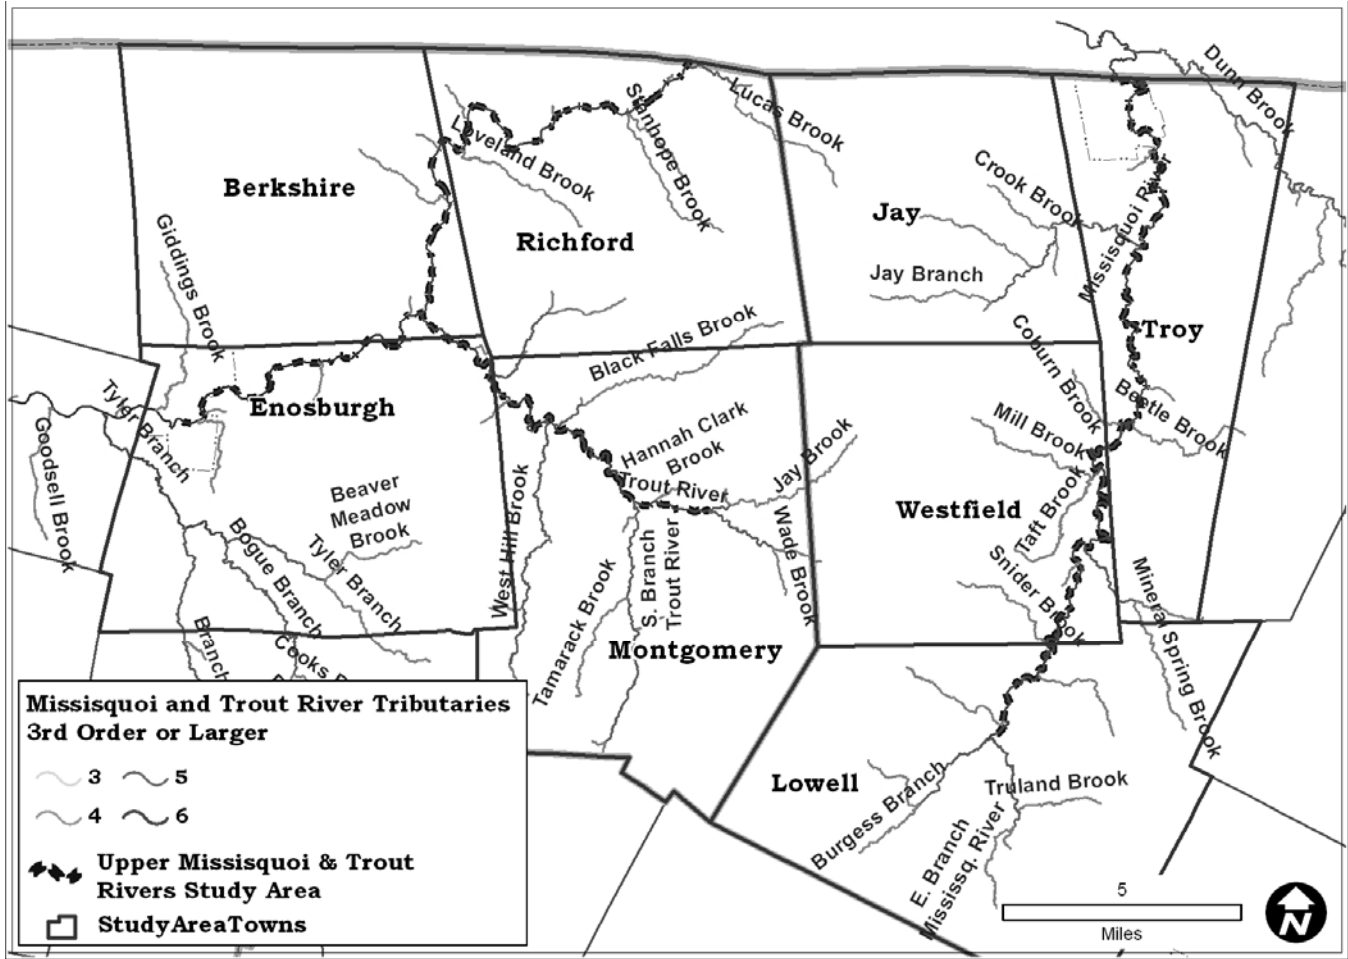 Dunn Brook
Lucas Brook
Stanhope Brook
Loveland Brook
Crook Brook
Missisquoi River
Berkshire
Jay
Richford
Giddings Brook
Jay Branch
Troy
Coburn Brook
Black Falls Brook
Beetle Brook
Enosburgh
Tyler Branch
Goodsell Brook
Mill Brook
Hannah Clark
Brook
Jay Brook
Trout River
West Hill Brook
Beaver
Meadow
Brook
Westfield
Taft Brook
Wade Brook
Bogue Branch
Tyler Branch
S. Branch
Trout River
Snider Brook
Mineral Spring Brook
Tamarack Brook
Montgomery
Branch
Cooks
Missisquoi and Trout River Tributaries
3rd Order or Larger
3
5
4
6
Upper Missisquoi & Trout
Rivers Study Area
StudyAreaTowns
Lowell
Burgess Branch
Truland Brook
E. Branch
Mississq. River
5
Miles
N